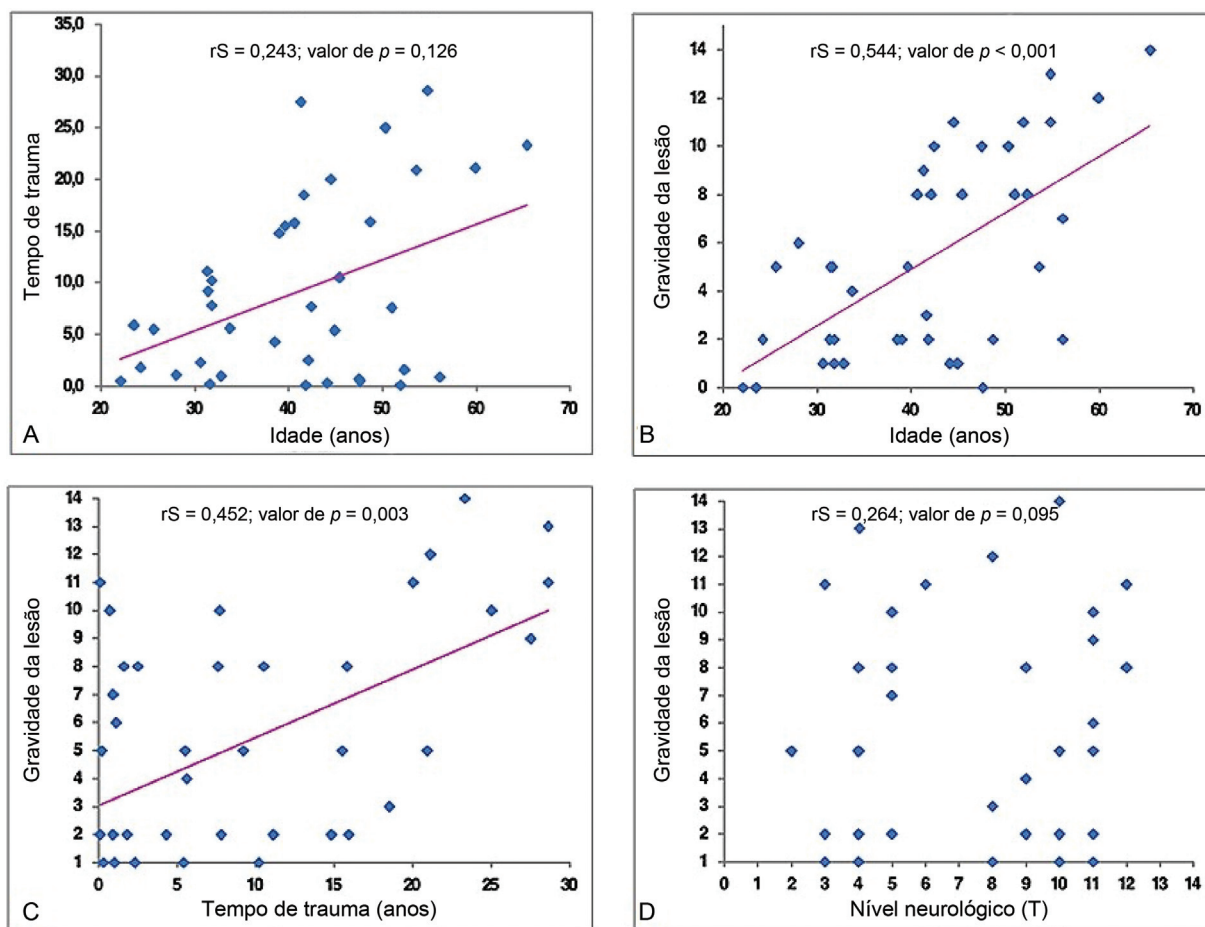 rS = 0,243; valor de p = 0,126
Tempo de trauma
35,0
30,0
25,0
20,0
15,0
10,0
5,0
0,0
20 30 40 50 60 70
A
Idade (anos)
rS = 0,544; valor de p < 0,001
Gravidade da lesão
14
12
10
8
6
4
2
0
20 30 40 50 60 70
B
Idade (anos)
rS = 0,452; valor de p = 0,003
Gravidade da lesão
14
13
12
11
10
9
8
7
6
5
4
3
2
1
0 5 10 15 20 25 30
C
Tempo de trauma (anos)
rS = 0,264; valor de p = 0,095
Gravidade da lesão
14
13
12
11
10
9
8
7
6
5
4
3
2
1
0 1 2 3 4 5 6 7 8 9 10 11 12 13 14
D
Nível neurológico (T)